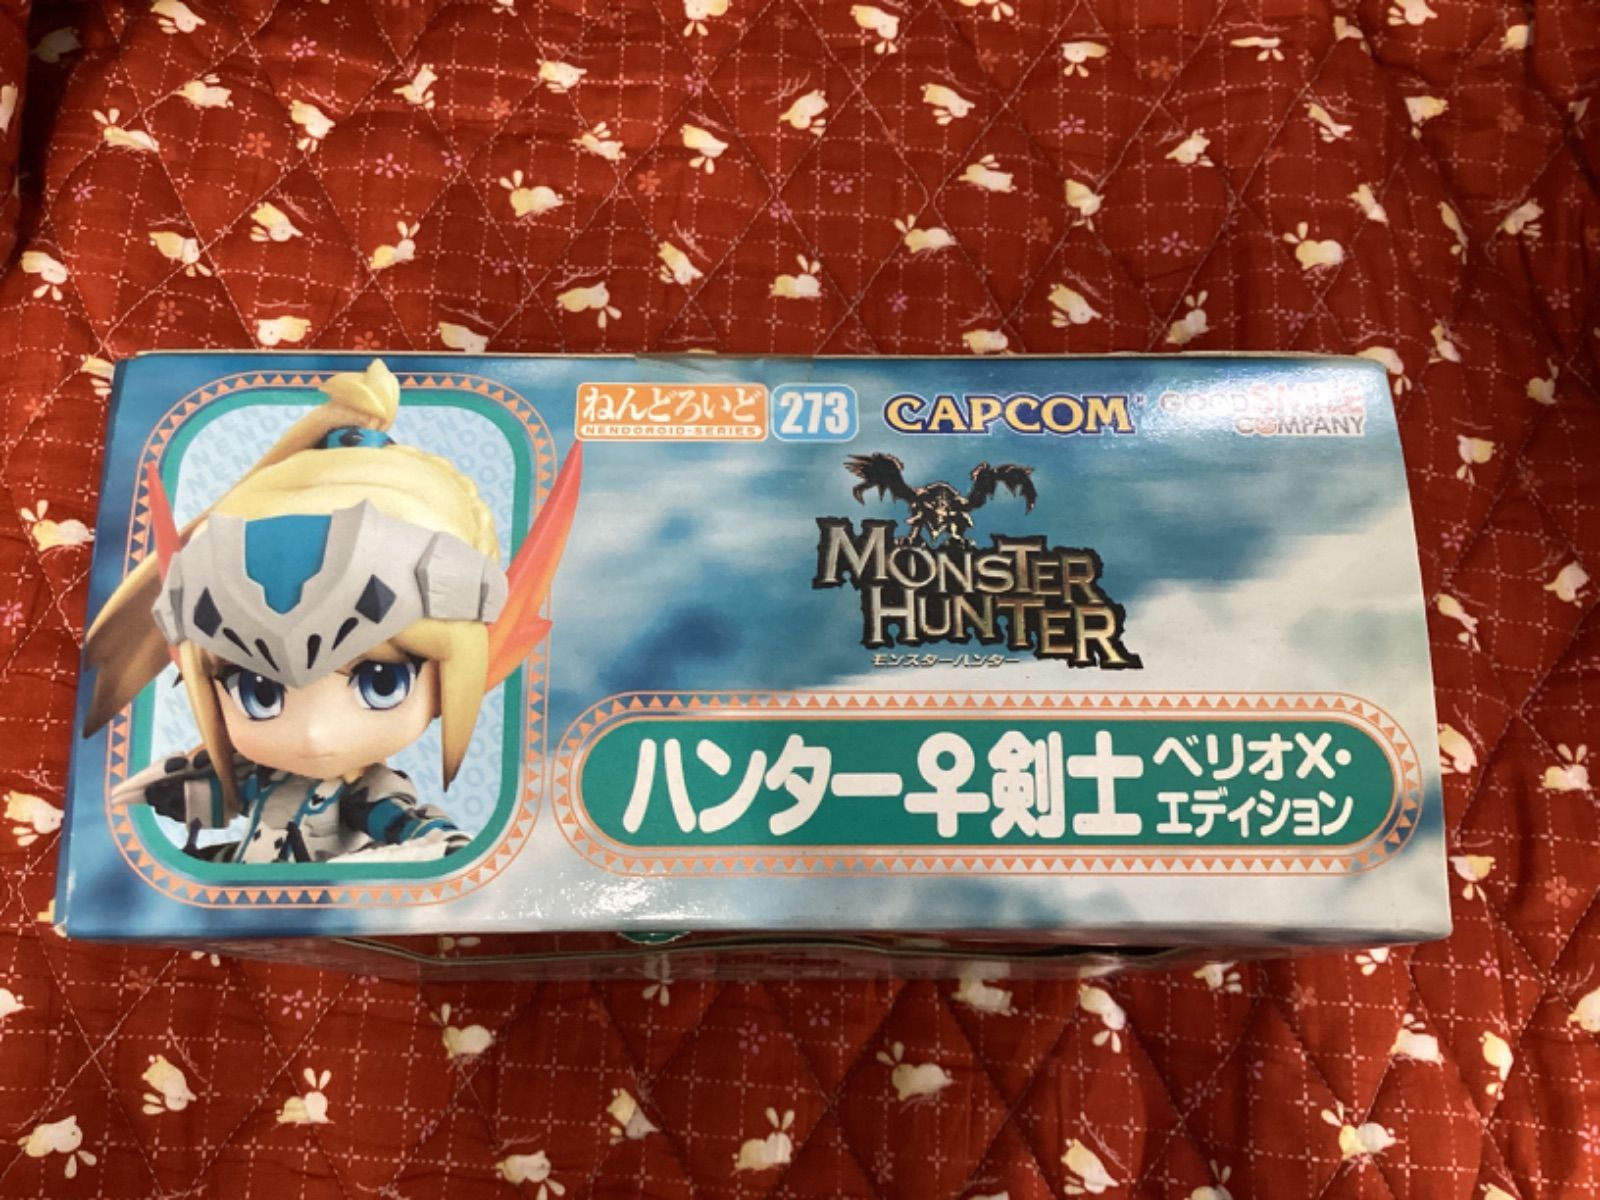 ねんどろいど
NENDOROID-SERIES
273
CAPCOM
GOOD SMILE
COMPANY
MONSTER
HUNTER
モンスターハンター
ハンター♀剣士
ベリオX・
エディション